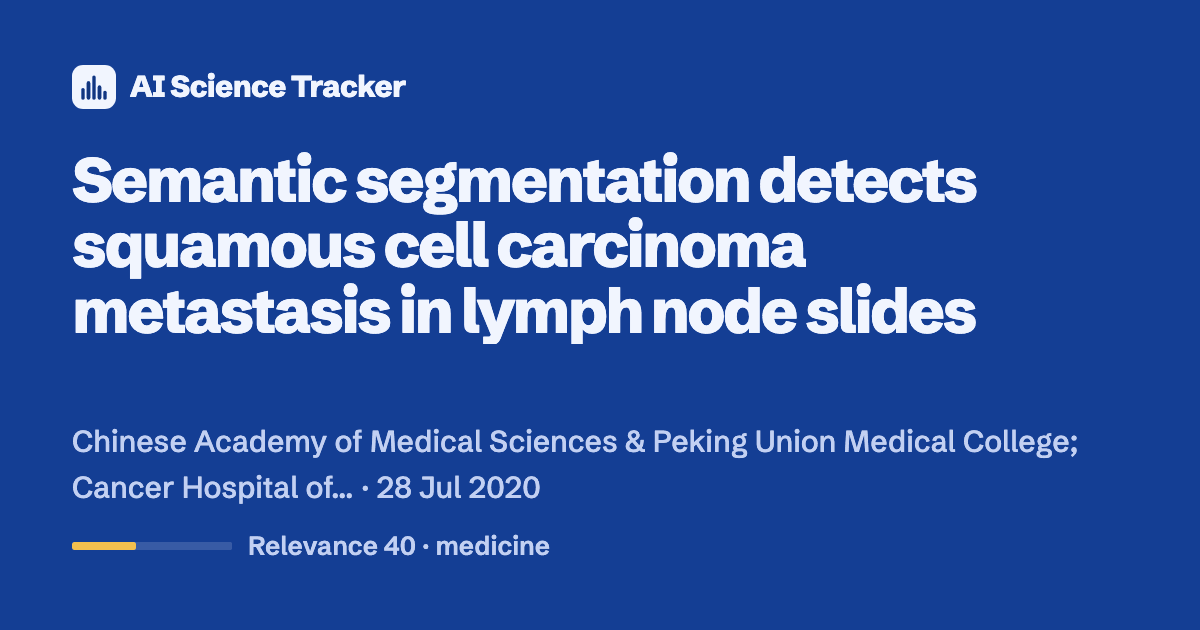 AI Science Tracker
Semantic segmentation detects
squamous cell carcinoma
metastasis in lymph node slides
Chinese Academy of Medical Sciences & Peking Union Medical College;
Cancer Hospital of... · 28 Jul 2020
Relevance 40 · medicine